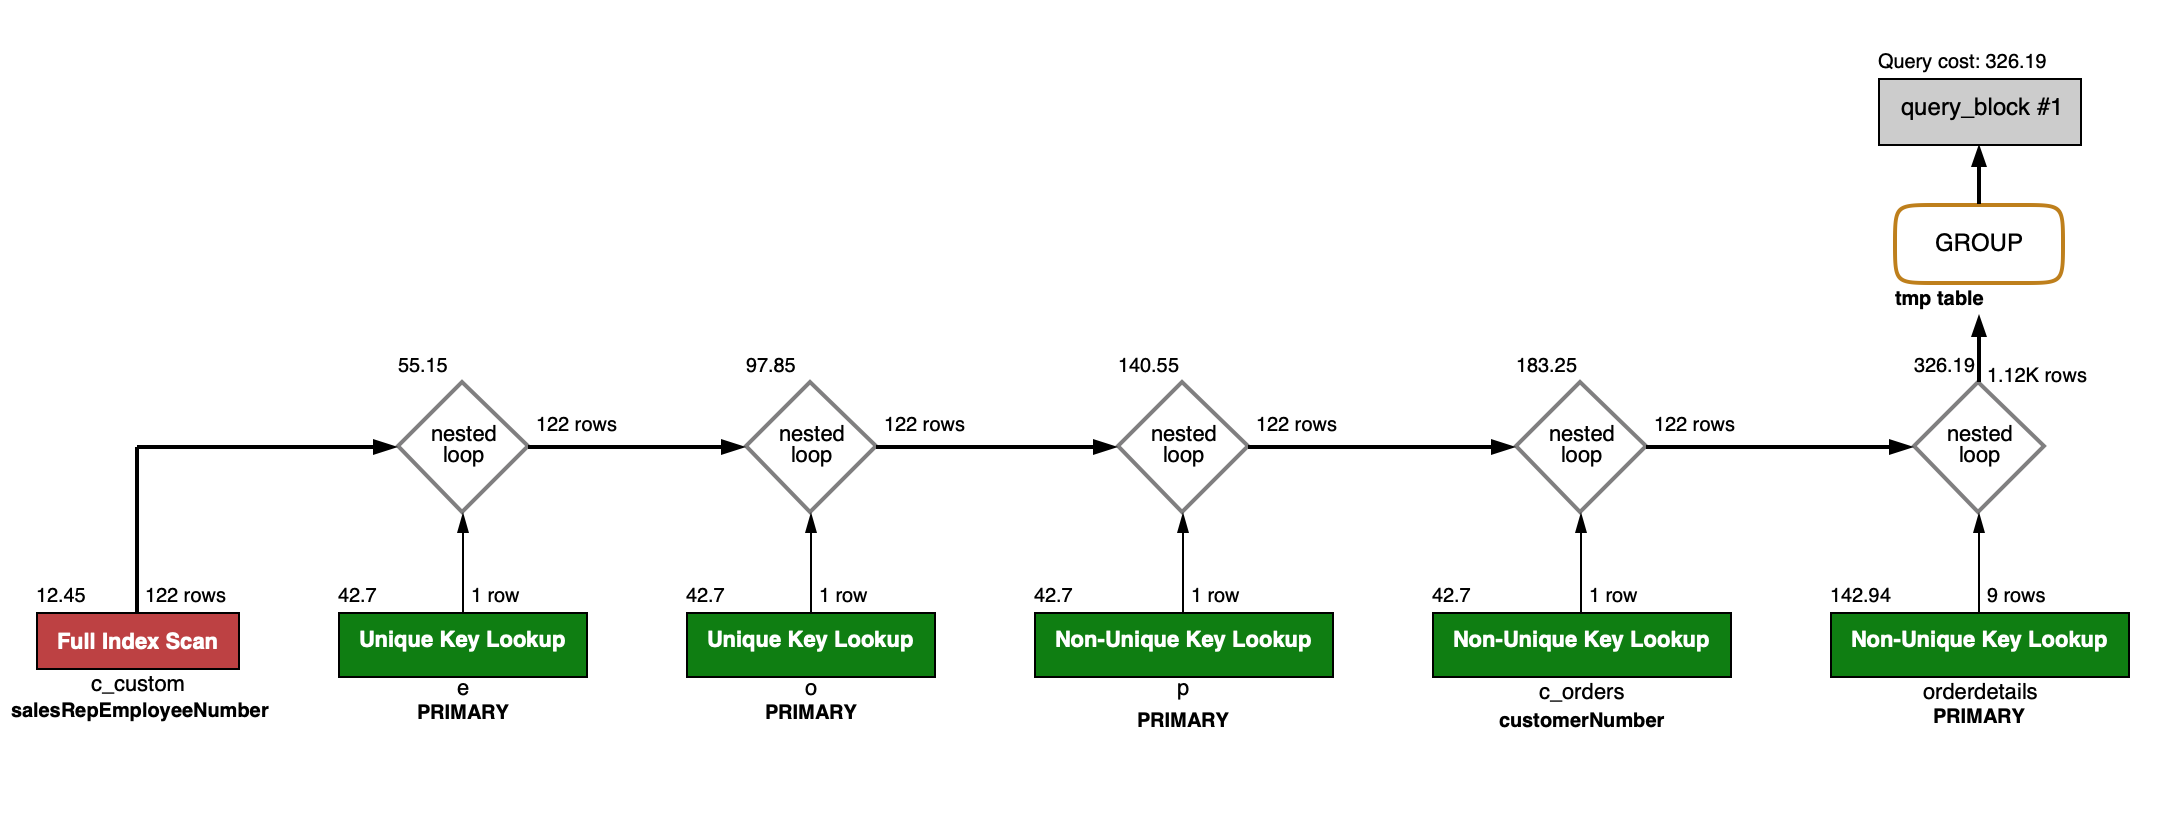 Query cost: 326.19
query_block #1
GROUP
tmp table
55.15
97.85
140.55
183.25
326.19
1.12K rows
nested
loop
122 rows
nested
loop
122 rows
nested
loop
122 rows
nested
loop
122 rows
nested
loop
12.45
122 rows
42.7
1 row
42.7
1 row
42.7
1 row
42.7
1 row
142.94
9 rows
Full Index Scan
Unique Key Lookup
Unique Key Lookup
Non-Unique Key Lookup
Non-Unique Key Lookup
Non-Unique Key Lookup
c_custom
salesRepEmployeeNumber
e
PRIMARY
o
PRIMARY
p
PRIMARY
c_orders
customerNumber
orderdetails
PRIMARY